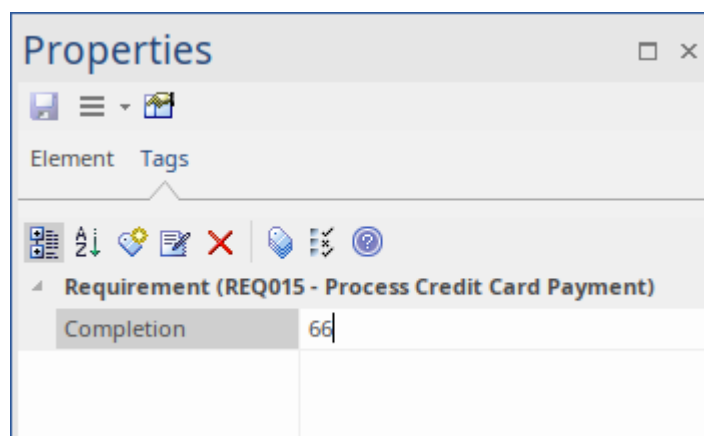 Properties
Element Tags
Requirement (REQ015 - Process Credit Card Payment)
Completion 66